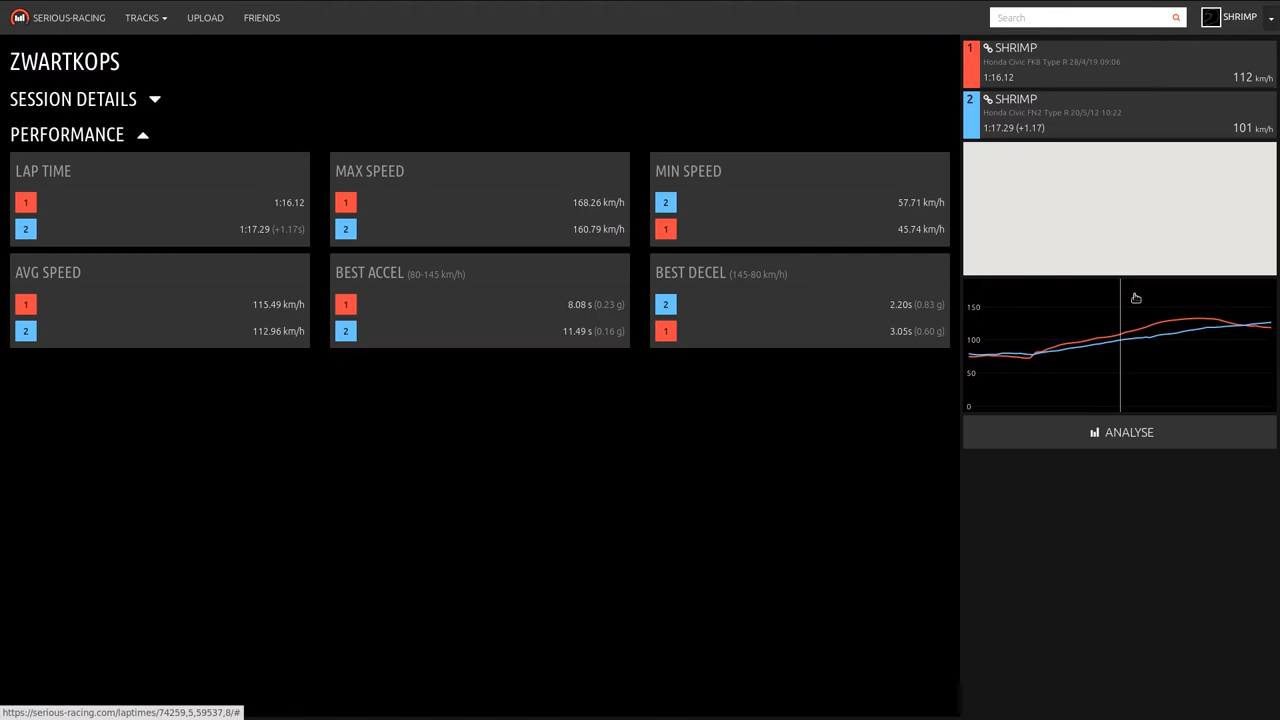 SERIOUS-RACING TRACKS UPLOAD FRIENDS Search SHRIMP
ZWARTKOPS
SESSION DETAILS
PERFORMANCE
LAP TIME
1 1:16.12
2 1:17.29 (+1.17s)
MAX SPEED
1 168.26 km/h
2 160.79 km/h
MIN SPEED
2 57.71 km/h
1 45.74 km/h
AVG SPEED
1 115.49 km/h
2 112.96 km/h
BEST ACCEL (80-145 km/h)
1 8.08 s (0.23 g)
2 11.49 s (0.16 g)
BEST DECEL (145-80 km/h)
2 2.20s (0.83 g)
1 3.05s (0.60 g)
1 SHRIMP
Honda Civic FK8 Type R 28/4/19 09:06
1:16.12 112 km/h
2 SHRIMP
Honda Civic FN2 Type R 20/5/12 10:22
1:17.29 (+1.17) 101 km/h
150
100
50
0
ANALYSE
https://serious-racing.com/laptimes/74259,5,59537,8/#